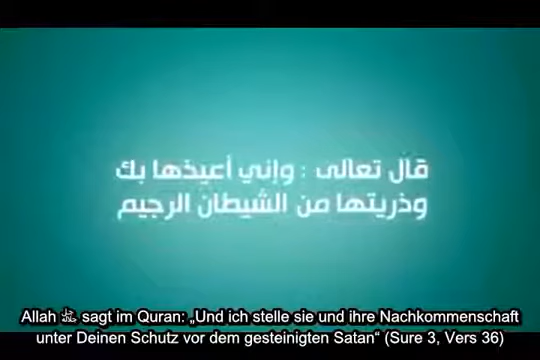 قال تعالى : وإني أعيذها بك
وذريتها من الشيطان الرجيم
Allah ﷻ sagt im Quran: „Und ich stelle sie und ihre Nachkommenschaft
unter Deinen Schutz vor dem gesteinigten Satan“ (Sure 3, Vers 36)